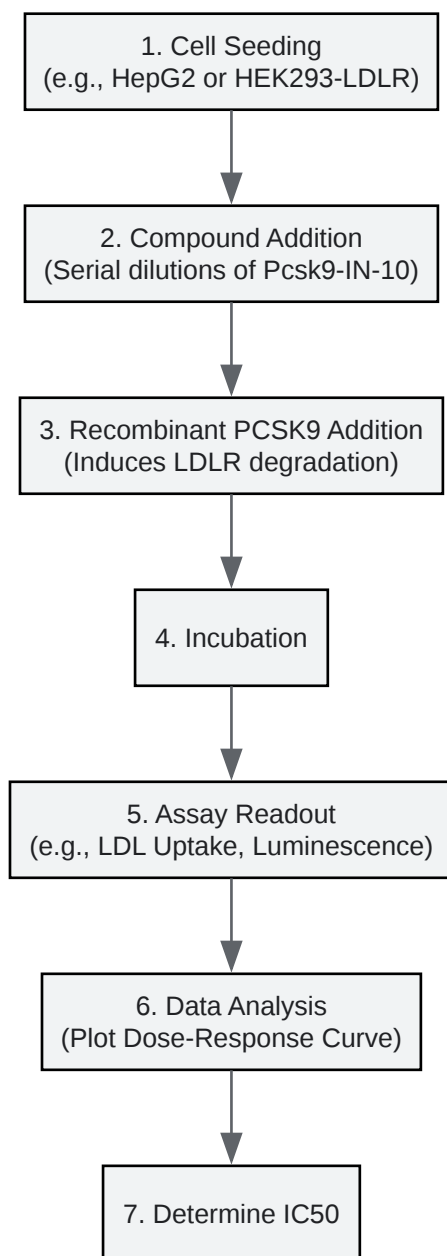 1. Cell Seeding
(e.g., HepG2 or HEK293-LDLR)
2. Compound Addition
(Serial dilutions of Pcsk9-IN-10)
3. Recombinant PCSK9 Addition
(Induces LDLR degradation)
4. Incubation
5. Assay Readout
(e.g., LDL Uptake, Luminescence)
6. Data Analysis
(Plot Dose-Response Curve)
7. Determine IC50